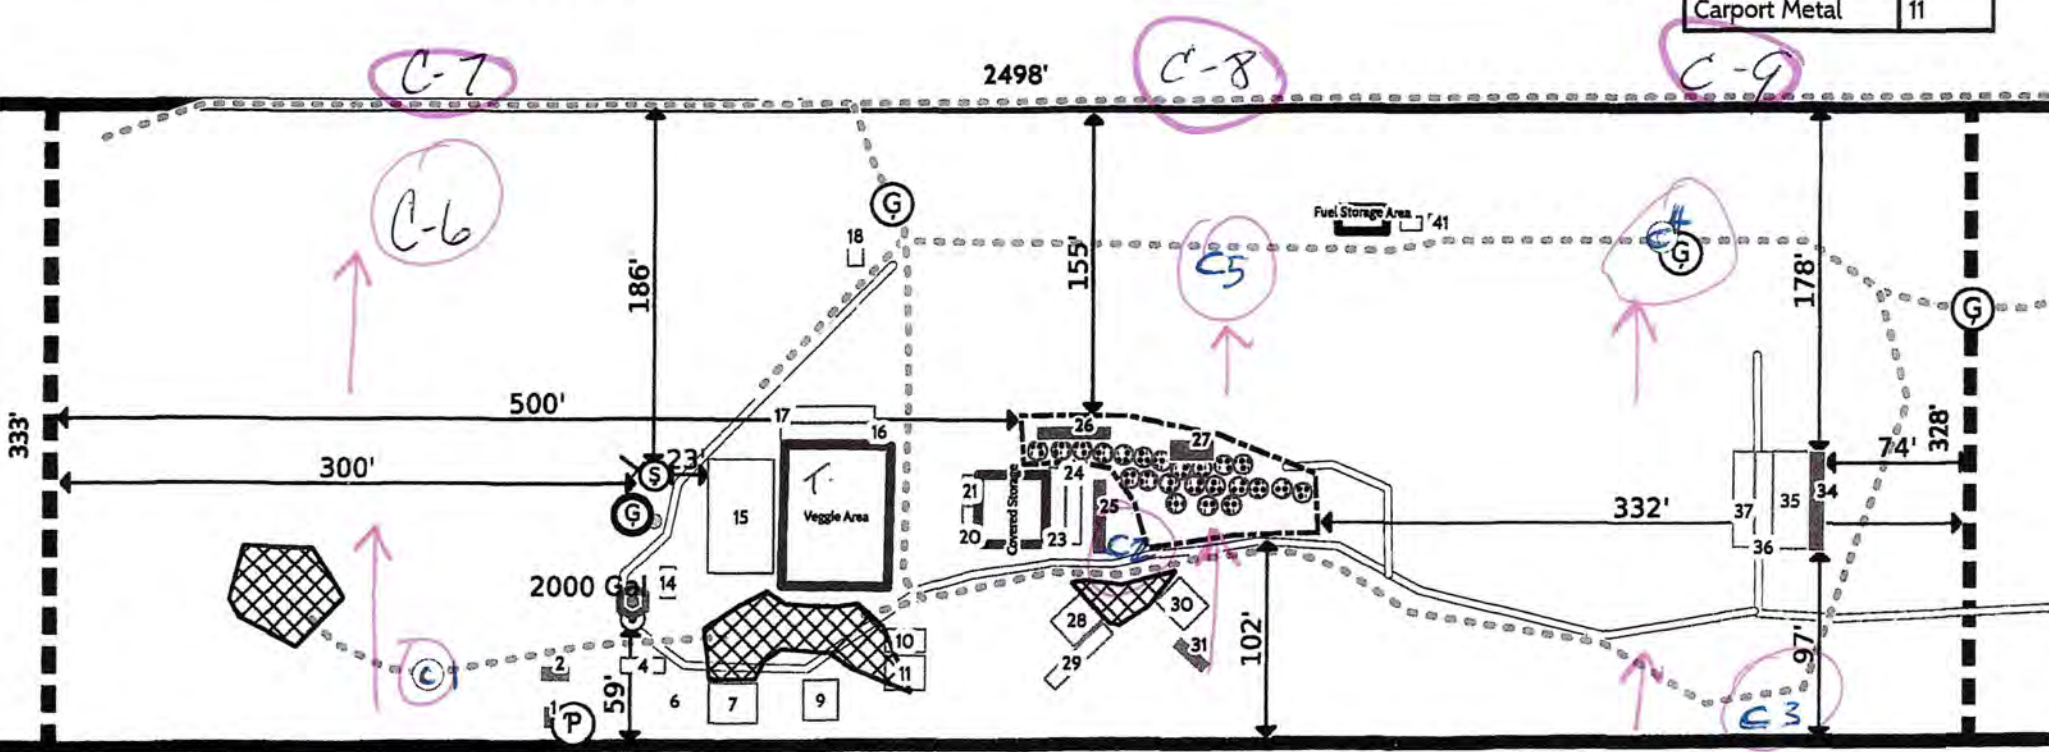 Carport Metal 11
C-7
2498'
C-8
C-9
C-6
G
18
186'
155'
C5
Fuel Storage Area
41
C4
G
178'
G
333'
500'
17
16
26
27
328'
74'
300'
S
23'
G
15
T.
Veggie Area
21
20
Covered Storage
24
23
25
C2
332'
37
35
34
36
2000 Gal
14
10
11
28
30
29
31
102'
97'
C1
2
4
59'
6
7
9
1
P
C3